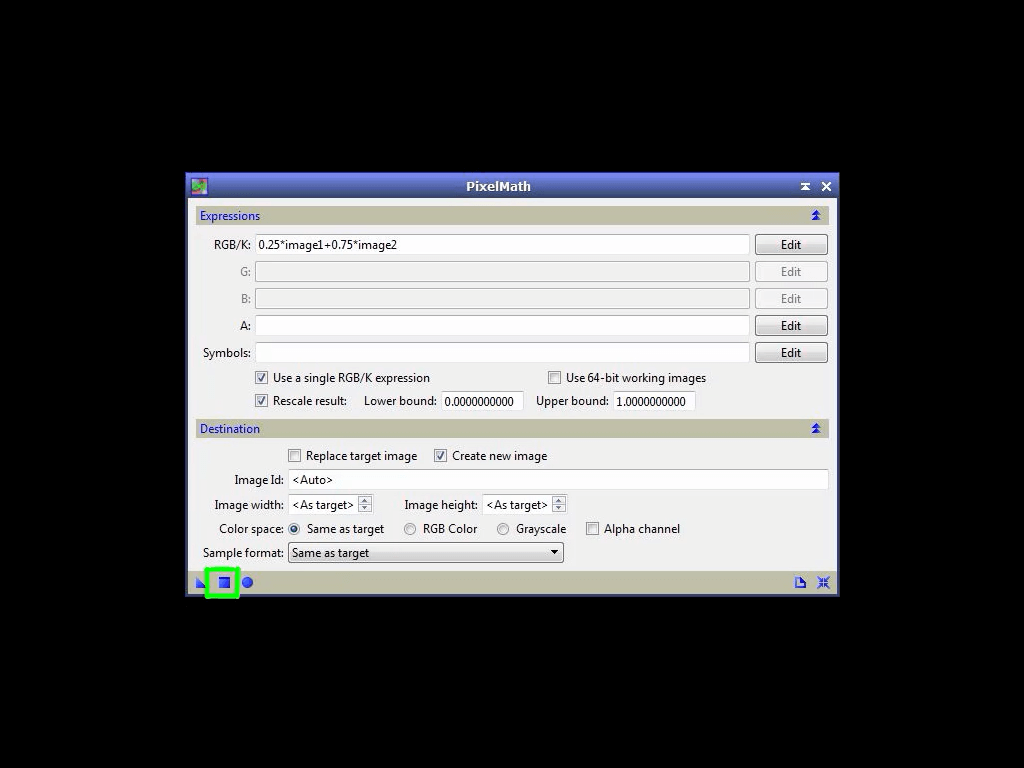 PixelMath
Expressions
RGB/K: 0.25*image1+0.75*image2 Edit
G: Edit
B: Edit
A: Edit
Symbols: Edit
Use a single RGB/K expression Use 64-bit working images
Rescale result: Lower bound: 0.0000000000 Upper bound: 1.0000000000
Destination
Replace target image Create new image
Image Id: <Auto>
Image width: <As target> Image height: <As target>
Color space: Same as target RGB Color Grayscale Alpha channel
Sample format: Same as target